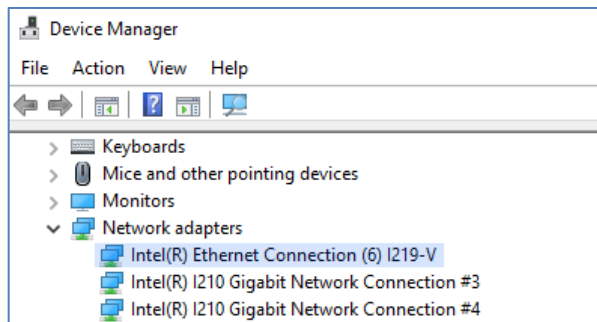 Device Manager
File Action View Help
Keyboards
Mice and other pointing devices
Monitors
Network adapters
Intel(R) Ethernet Connection (6) I219-V
Intel(R) I210 Gigabit Network Connection #3
Intel(R) I210 Gigabit Network Connection #4